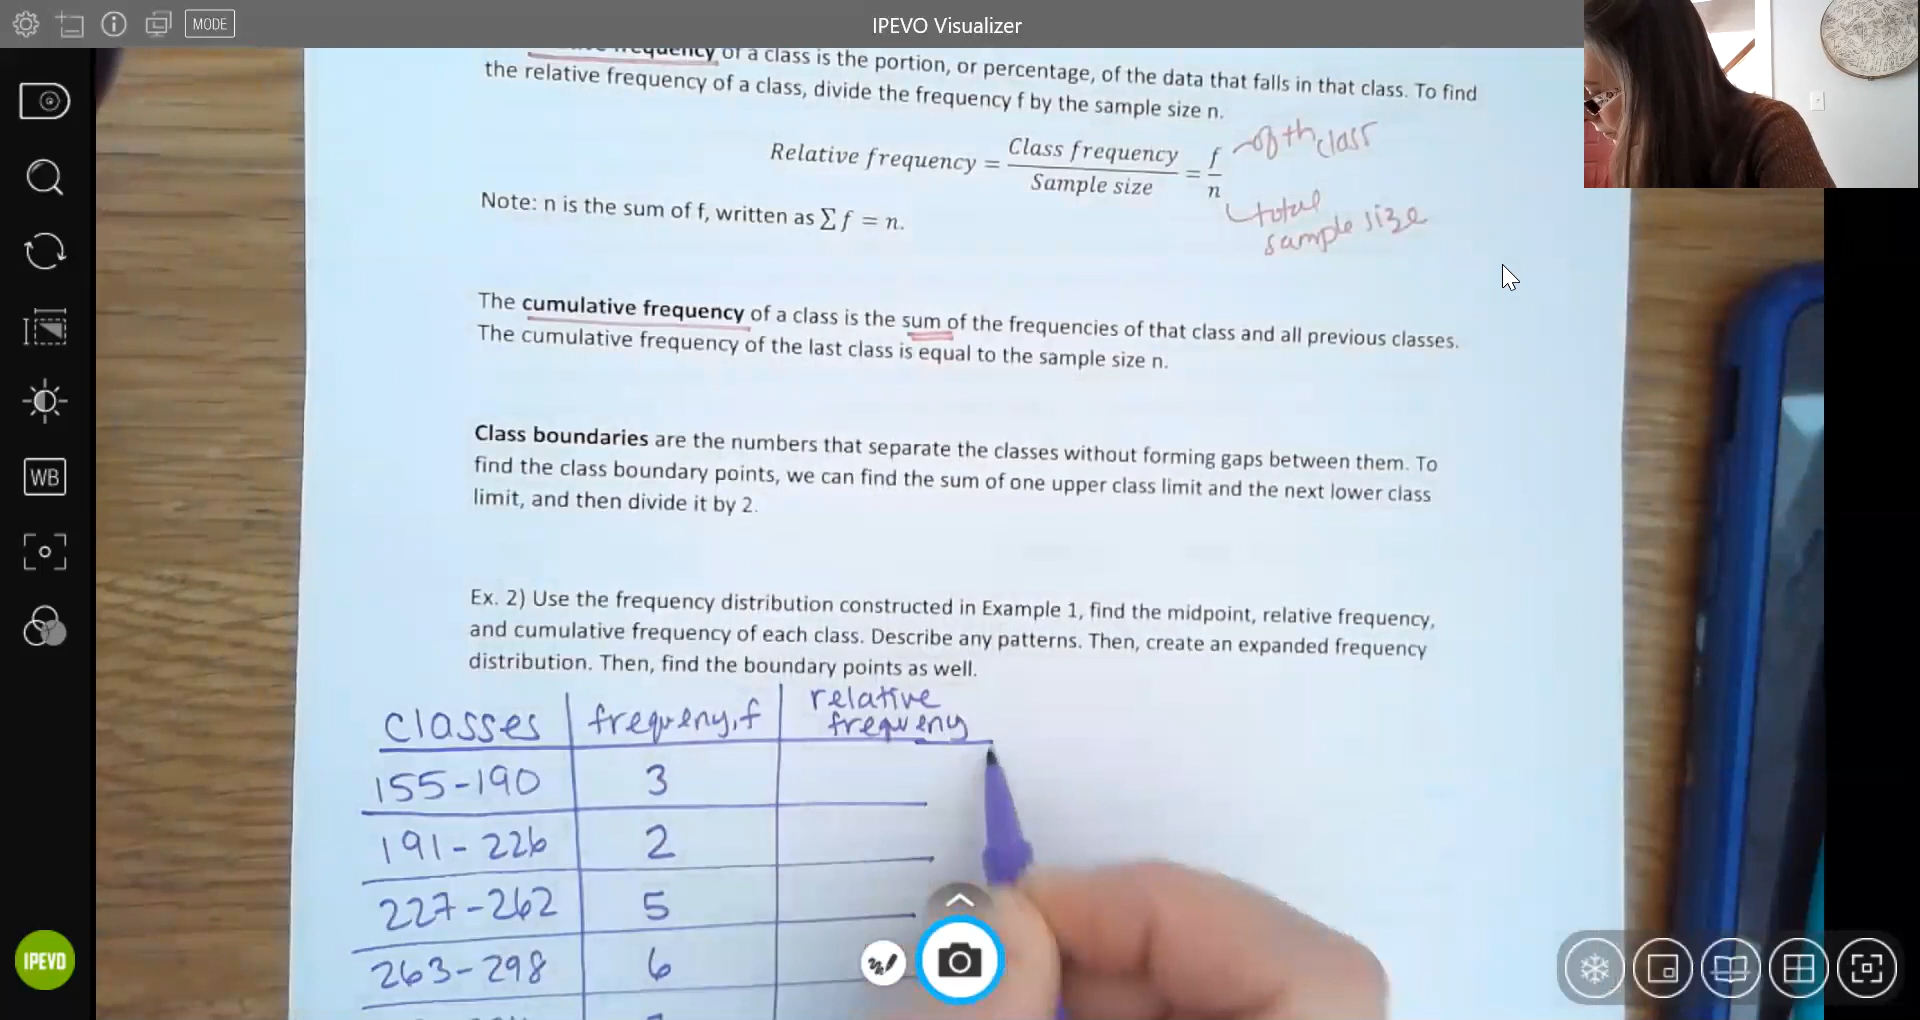 MODE
IPEVO Visualizer
frequency of a class is the portion, or percentage, of the data that falls in that class. To find
the relative frequency of a class, divide the frequency f by the sample size n.
Relative frequency = Class frequency / Sample size = f / n
of th class
total
sample size
Note: n is the sum of f, written as ∑ f = n.
The cumulative frequency of a class is the sum of the frequencies of that class and all previous classes.
The cumulative frequency of the last class is equal to the sample size n.
Class boundaries are the numbers that separate the classes without forming gaps between them. To
find the class boundary points, we can find the sum of one upper class limit and the next lower class
limit, and then divide it by 2.
Ex. 2) Use the frequency distribution constructed in Example 1, find the midpoint, relative frequency,
and cumulative frequency of each class. Describe any patterns. Then, create an expanded frequency
distribution. Then, find the boundary points as well.
classes frequeny, f relative
frequeny
155-190 3
191-226 2
227-262 5
263-298 6
WB
IPEVO